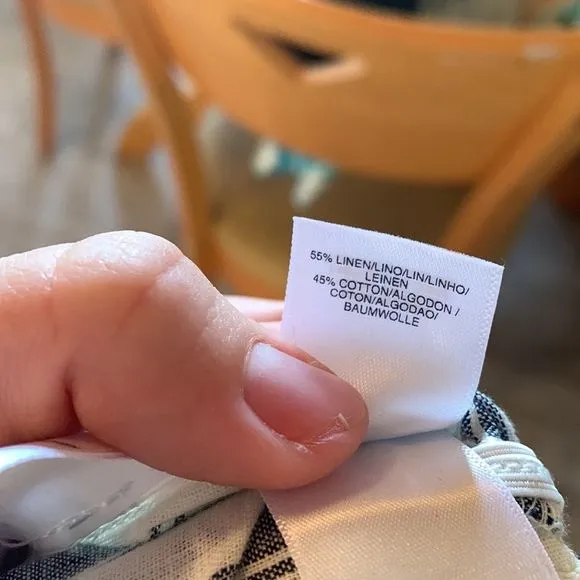 55% LINEN/LINO/LIN/LINHO/
LEINEN
45% COTTON/ALGODON /
COTON/ALGODAO/
BAUMWOLLE